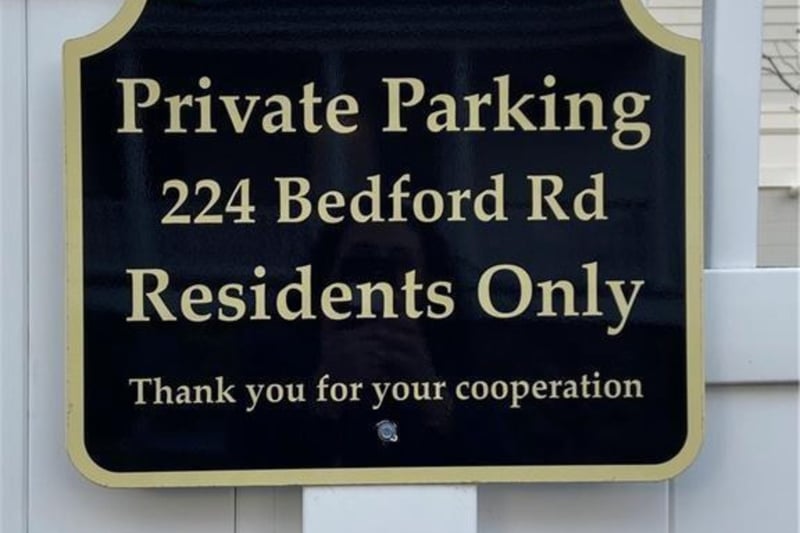 Private Parking
224 Bedford Rd
Residents Only
Thank you for your cooperation